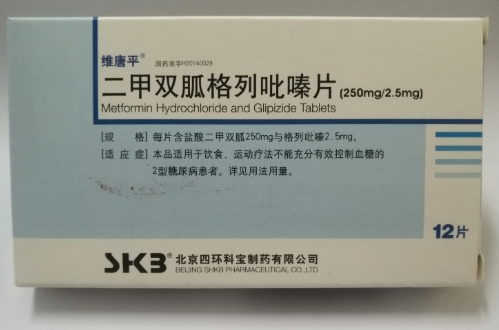 维唐平® 国药准字H20140028
二甲双胍格列吡嗪片(250mg/2.5mg)
Metformin Hydrochloride and Glipizide Tablets
[规 格] 每片含盐酸二甲双胍250mg与格列吡嗪2.5mg。
[适应症] 本品适用于饮食、运动疗法不能充分有效控制血糖的
2型糖尿病患者。详见用法用量。
12片
SHKB® 北京四环科宝制药有限公司
BEIJING SHKB PHARMACEUTICAL CO.,LTD